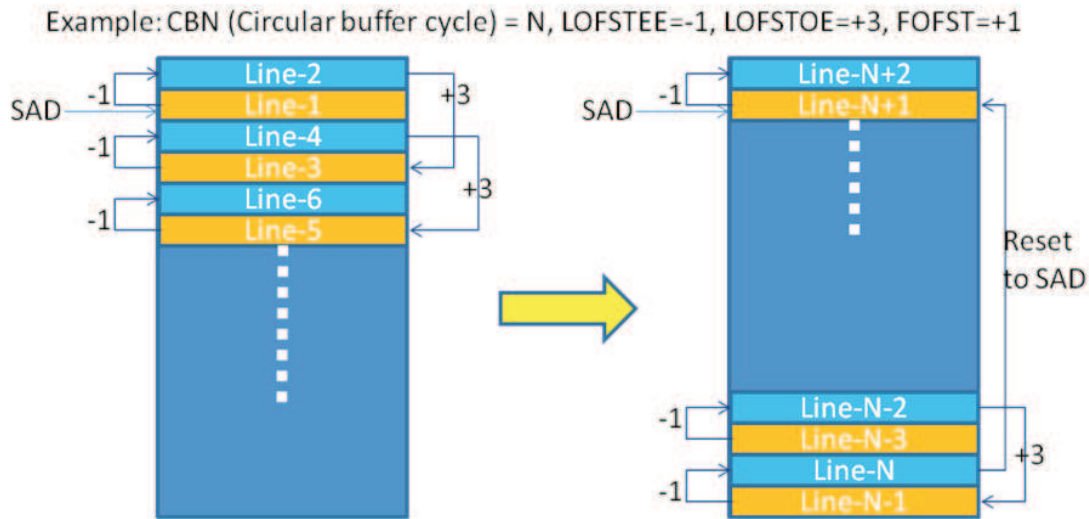 Example: CBN (Circular buffer cycle) = N, LOFSTEE=-1, LOFSTOE=+3, FOFST=+1
Line-2
-1
Line-1
+3
SAD
Line-4
-1
Line-3
+3
Line-6
-1
Line-5
Line-N+2
-1
Line-N+1
SAD
Reset
to SAD
Line-N-2
-1
Line-N-3
+3
Line-N
-1
Line-N-1